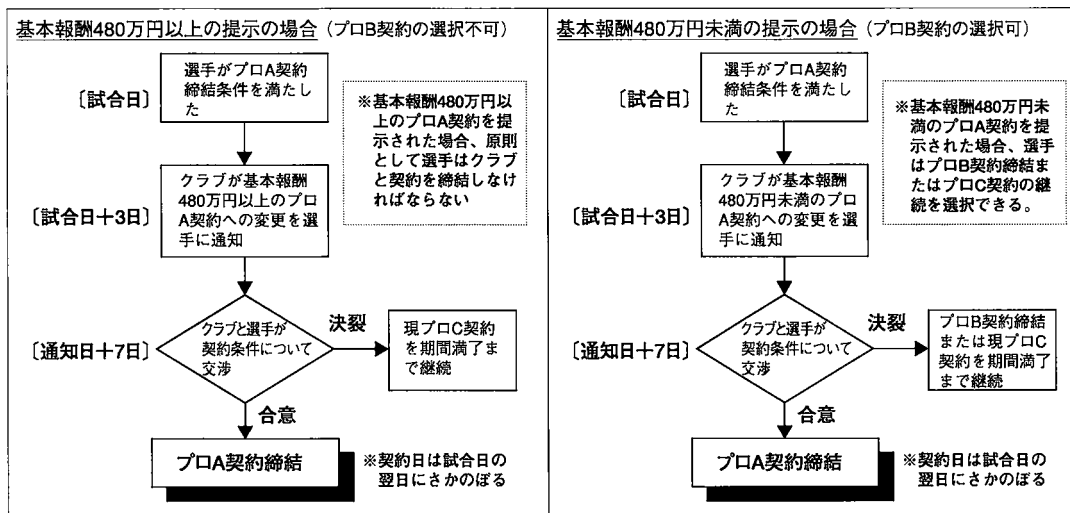 基本報酬480万円以上の提示の場合(プロB契約の選択不可)
〔試合日〕
選手がプロA契約
締結条件を満たし
た
※基本報酬480万円以
上のプロA契約を提
示された場合、原則
として選手はクラブ
と契約を締結しなけ
ればならない
〔試合日+3日〕
クラブが基本報酬
480万円以上のプロ
A契約への変更を選
手に通知
〔通知日+7日〕
クラブと選手が
契約条件について
交渉
決裂
現プロC契約
を期間満了ま
で継続
合意
プロA契約締結
※契約日は試合日の
翌日にさかのぼる
基本報酬480万円未満の提示の場合(プロB契約の選択可)
〔試合日〕
選手がプロA契約
締結条件を満たし
た
※基本報酬480万円未
満のプロA契約を提
示された場合、選手
はプロB契約締結ま
たはプロC契約の継
続を選択できる。
〔試合日+3日〕
クラブが基本報酬
480万円未満のプロ
A契約への変更を選
手に通知
〔通知日+7日〕
クラブと選手が
契約条件について
交渉
決裂
プロB契約締結
または現プロC
契約を期間満了
まで継続
合意
プロA契約締結
※契約日は試合日の
翌日にさかのぼる